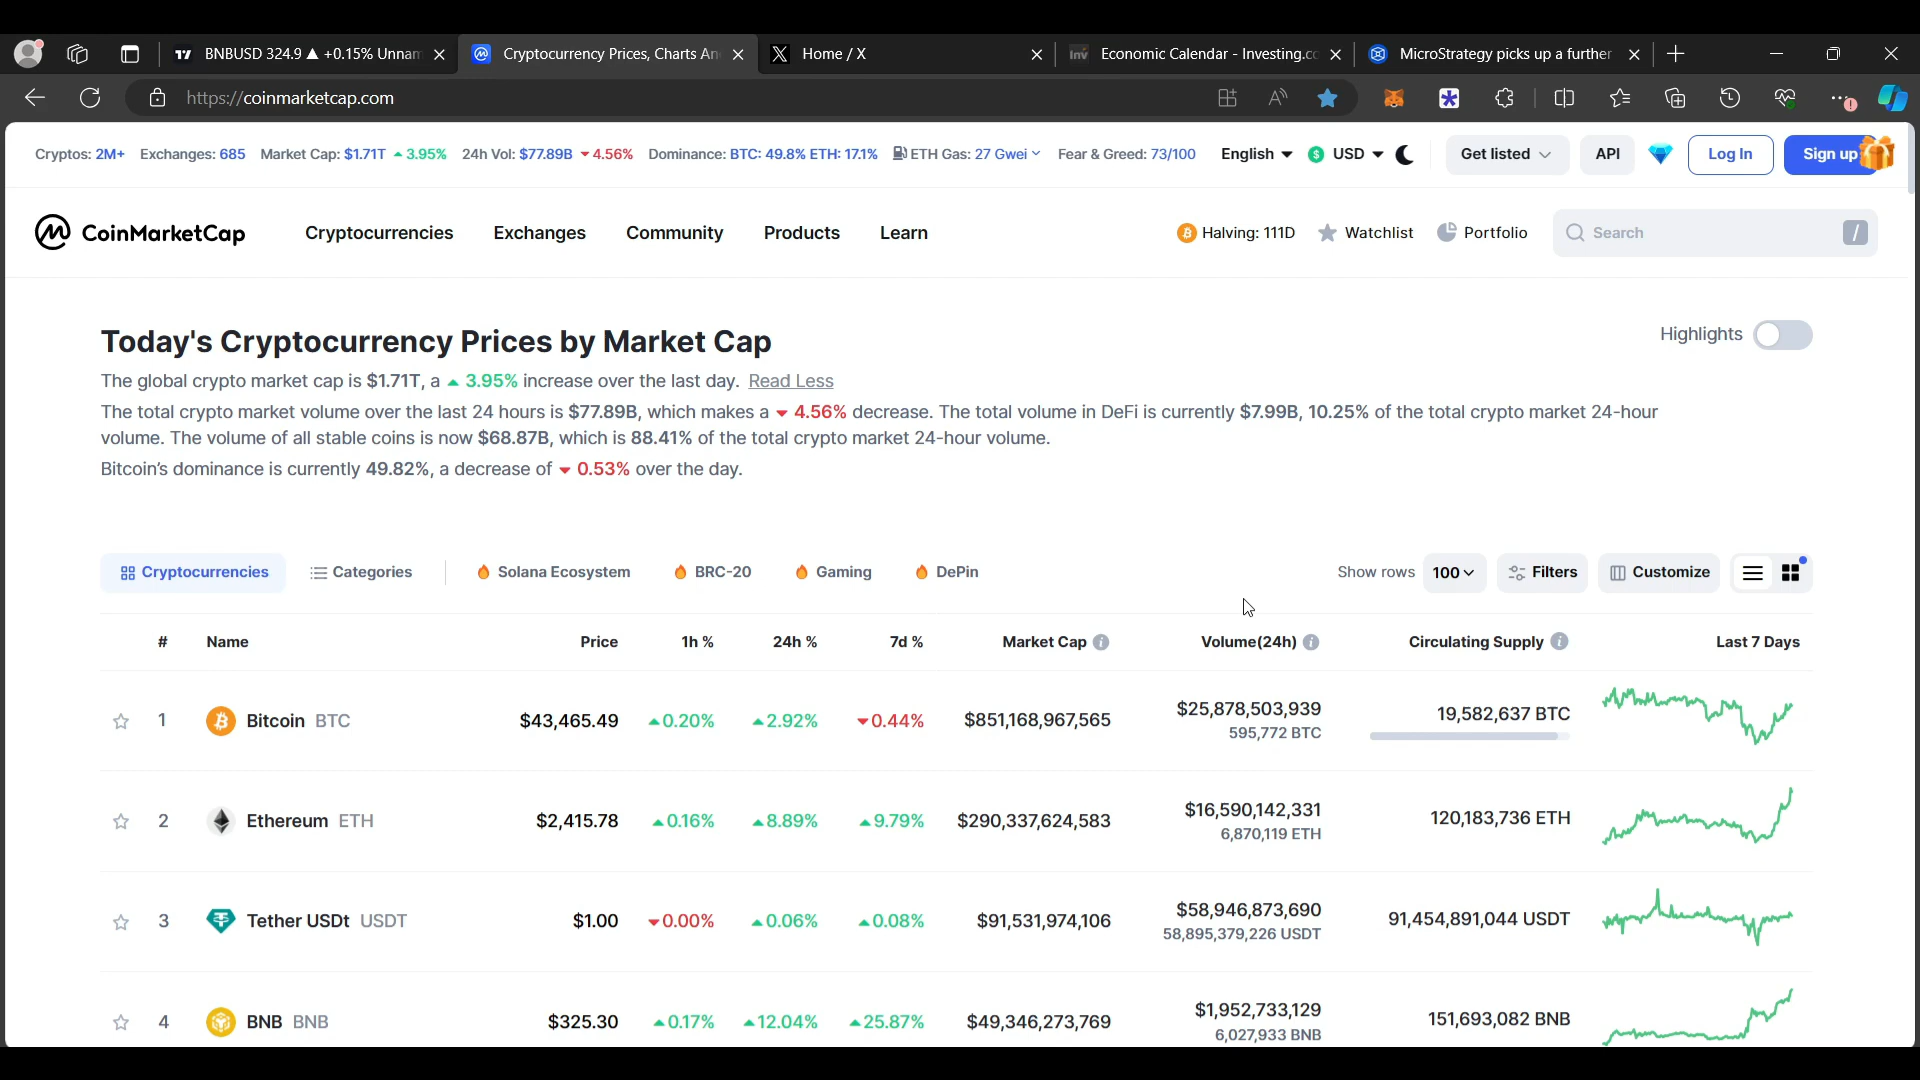 BNBUSD 324.9 ▲ +0.15% Unnam
Cryptocurrency Prices, Charts An
Home / X
Economic Calendar - Investing.co
MicroStrategy picks up a further
https://coinmarketcap.com
Cryptos: 2M+ Exchanges: 685 Market Cap: $1.71T 3.95% 24h Vol: $77.89B 4.56% Dominance: BTC: 49.8% ETH: 17.1% ETH Gas: 27 Gwei Fear & Greed: 73/100 English USD Get listed API Log In Sign up
CoinMarketCap Cryptocurrencies Exchanges Community Products Learn Halving: 111D Watchlist Portfolio Search /
Today's Cryptocurrency Prices by Market Cap
Highlights
The global crypto market cap is $1.71T, a 3.95% increase over the last day. Read Less
The total crypto market volume over the last 24 hours is $77.89B, which makes a 4.56% decrease. The total volume in DeFi is currently $7.99B, 10.25% of the total crypto market 24-hour
volume. The volume of all stable coins is now $68.87B, which is 88.41% of the total crypto market 24-hour volume.
Bitcoin's dominance is currently 49.82%, a decrease of 0.53% over the day.
Cryptocurrencies Categories Solana Ecosystem BRC-20 Gaming DePin Show rows 100 Filters Customize
# Name Price 1h % 24h % 7d % Market Cap Volume(24h) Circulating Supply Last 7 Days
1 Bitcoin BTC $43,465.49 0.20% 2.92% 0.44% $851,168,967,565 $25,878,503,939 19,582,637 BTC
595,772 BTC
2 Ethereum ETH $2,415.78 0.16% 8.89% 9.79% $290,337,624,583 $16,590,142,331 120,183,736 ETH
6,870,119 ETH
3 Tether USDt USDT $1.00 0.00% 0.06% 0.08% $91,531,974,106 $58,946,873,690 91,454,891,044 USDT
58,895,379,226 USDT
4 BNB BNB $325.30 0.17% 12.04% 25.87% $49,346,273,769 $1,952,733,129 151,693,082 BNB
6,027,933 BNB